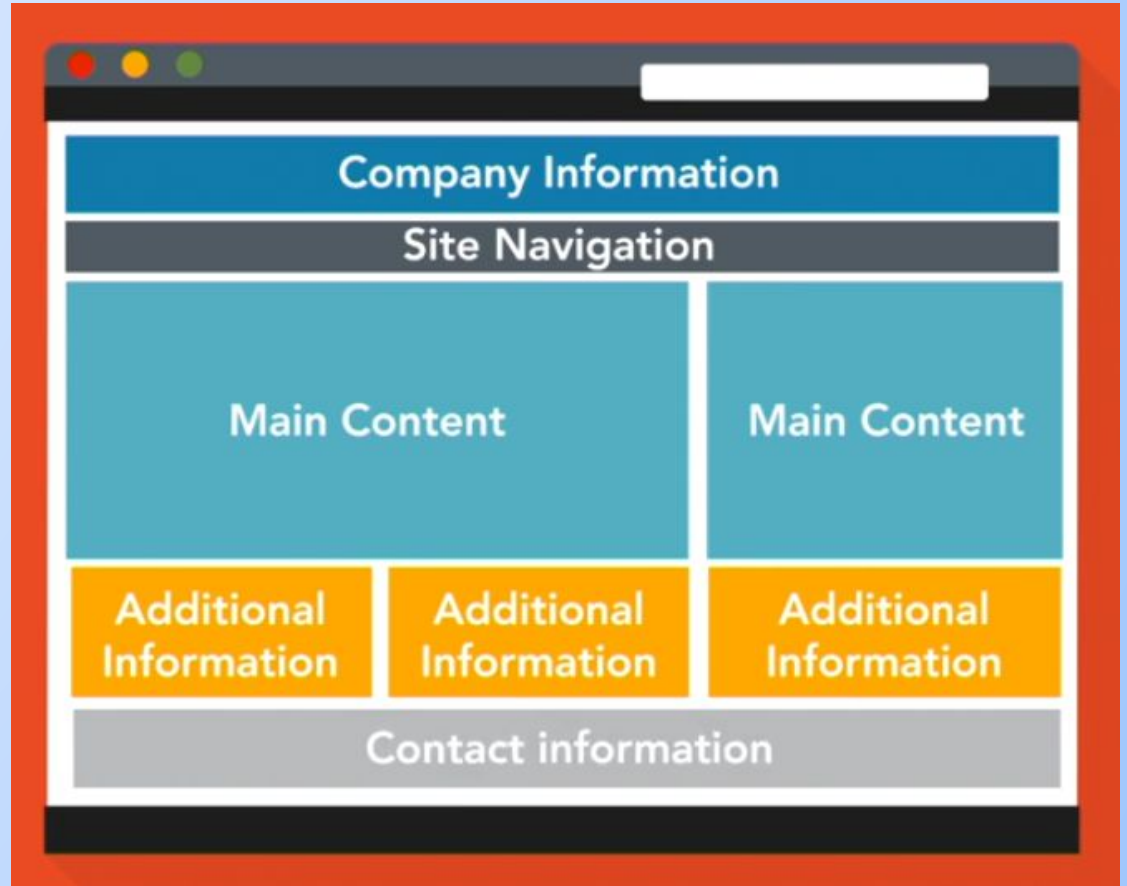 Company Information
Site Navigation
Main Content
Main Content
Additional
Information
Additional
Information
Additional
Information
Contact information